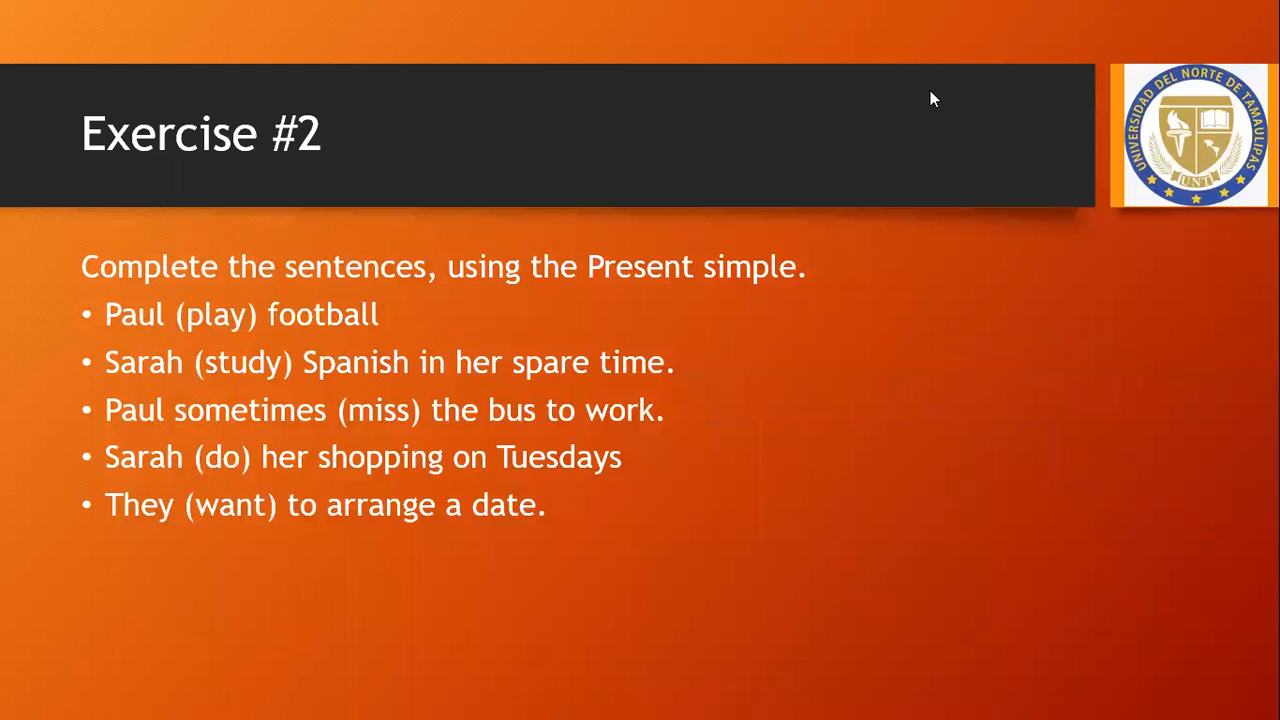 Exercise #2
UNIVERSIDAD DEL NORTE DE TAMAULIPAS
UNT
Complete the sentences, using the Present simple.
• Paul (play) football
• Sarah (study) Spanish in her spare time.
• Paul sometimes (miss) the bus to work.
• Sarah (do) her shopping on Tuesdays
• They (want) to arrange a date.